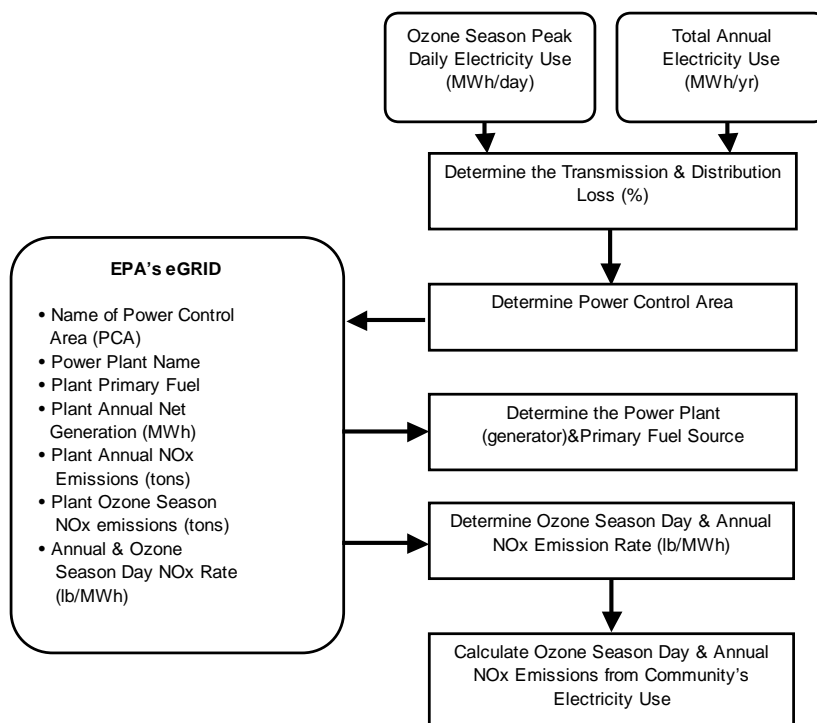 Ozone Season Peak
Daily Electricity Use
(MWh/day)
Total Annual
Electricity Use
(MWh/yr)
Determine the Transmission & Distribution
Loss (%)
EPA's eGRID
• Name of Power Control
Area (PCA)
• Power Plant Name
• Plant Primary Fuel
• Plant Annual Net
Generation (MWh)
• Plant Annual NOx
Emissions (tons)
• Plant Ozone Season
NOx emissions (tons)
• Annual & Ozone
Season Day NOx Rate
(lb/MWh)
Determine Power Control Area
Determine the Power Plant
(generator)&Primary Fuel Source
Determine Ozone Season Day & Annual
NOx Emission Rate (lb/MWh)
Calculate Ozone Season Day & Annual
NOx Emissions from Community's
Electricity Use